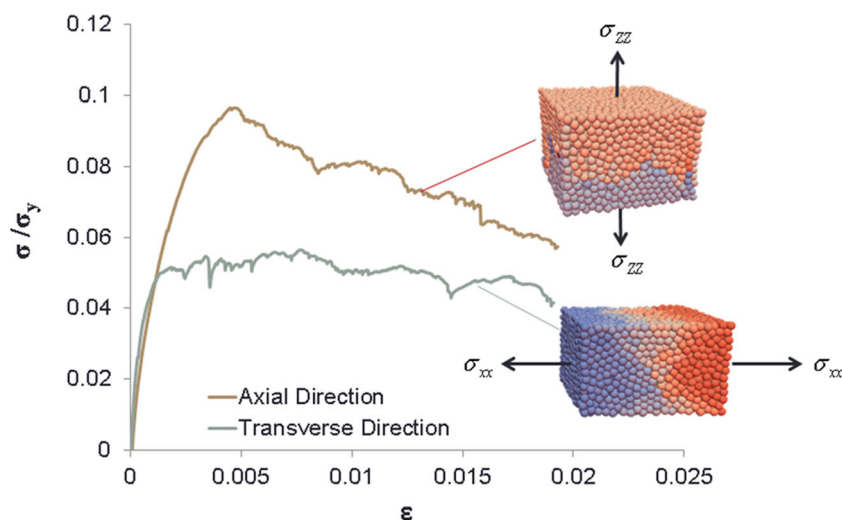 0.12
0.1
0.08
0.06
0.04
0.02
0
σ /σy
0 0.005 0.01 0.015 0.02 0.025
ε
Axial Direction
Transverse Direction
σZZ
σZZ
σxx
σxx